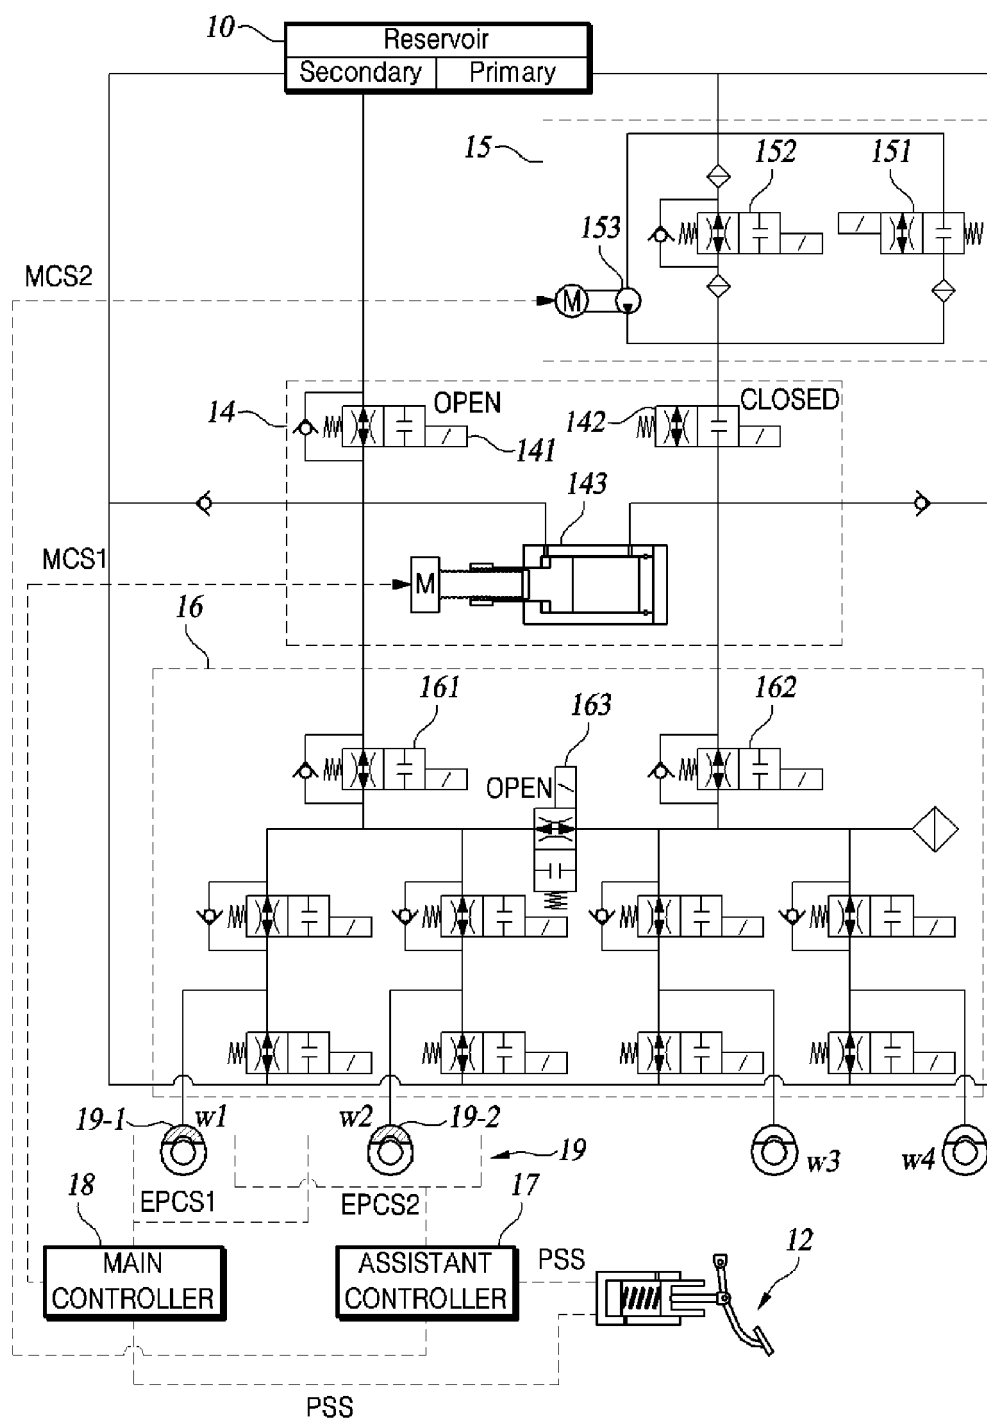 10
Reservoir
Secondary Primary
15
152
151
153
MCS2
M
14
OPEN
141
142
CLOSED
143
MCS1
M
16
161
163
162
OPEN
19-1
w1
w2
19-2
19
w3
w4
18
EPCS1
EPCS2
17
MAIN
CONTROLLER
ASSISTANT
CONTROLLER
PSS
12
PSS